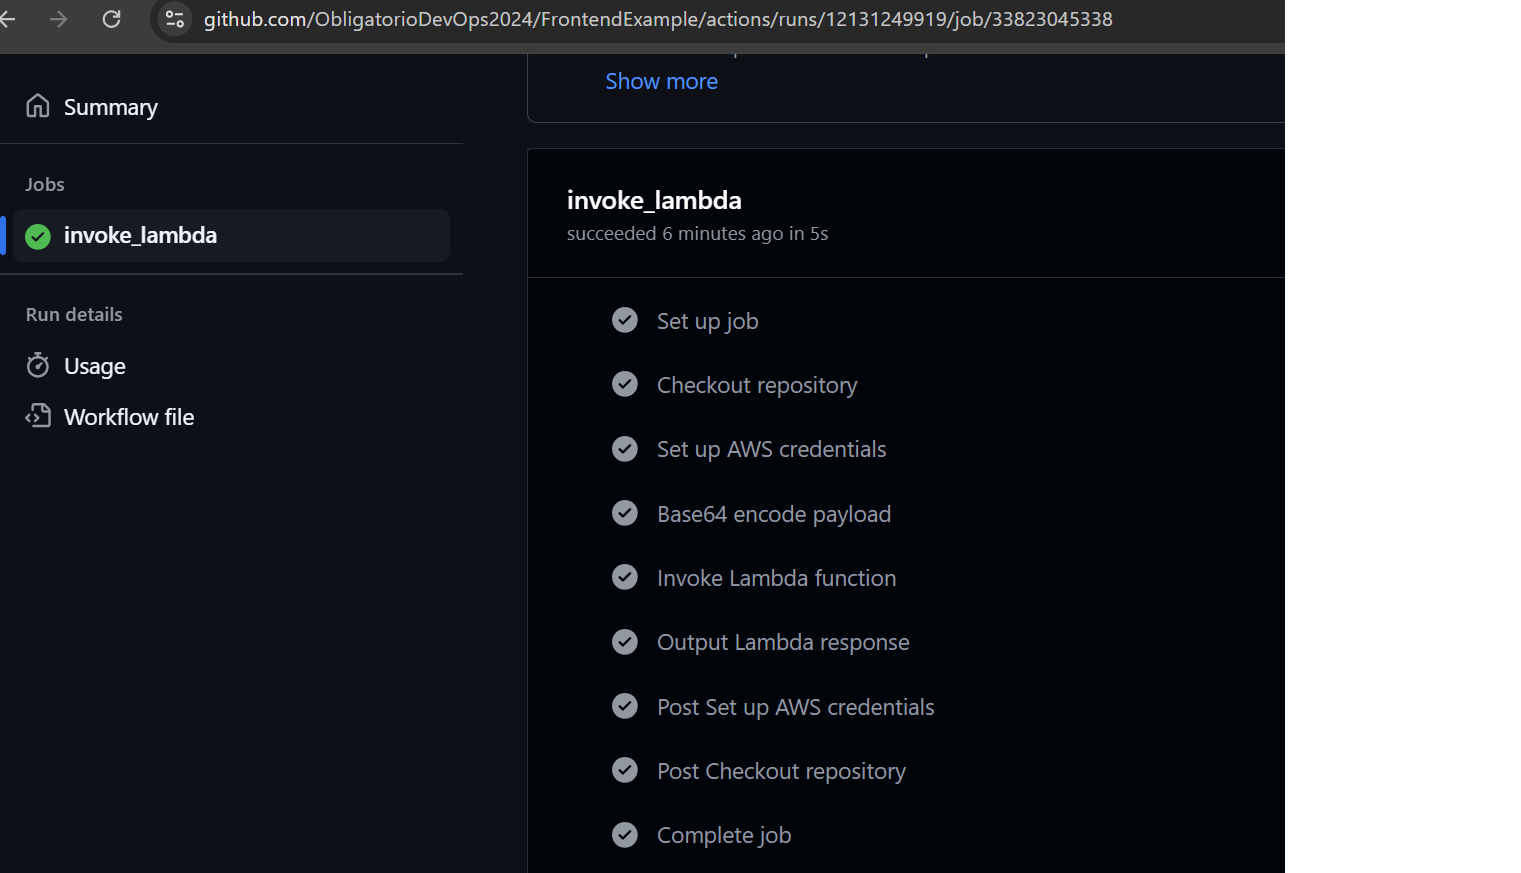 github.com/ObligatorioDevOps2024/FrontendExample/actions/runs/12131249919/job/33823045338
Summary
Jobs
invoke_lambda
Run details
Usage
Workflow file
Show more
invoke_lambda
succeeded 6 minutes ago in 5s
Set up job
Checkout repository
Set up AWS credentials
Base64 encode payload
Invoke Lambda function
Output Lambda response
Post Set up AWS credentials
Post Checkout repository
Complete job